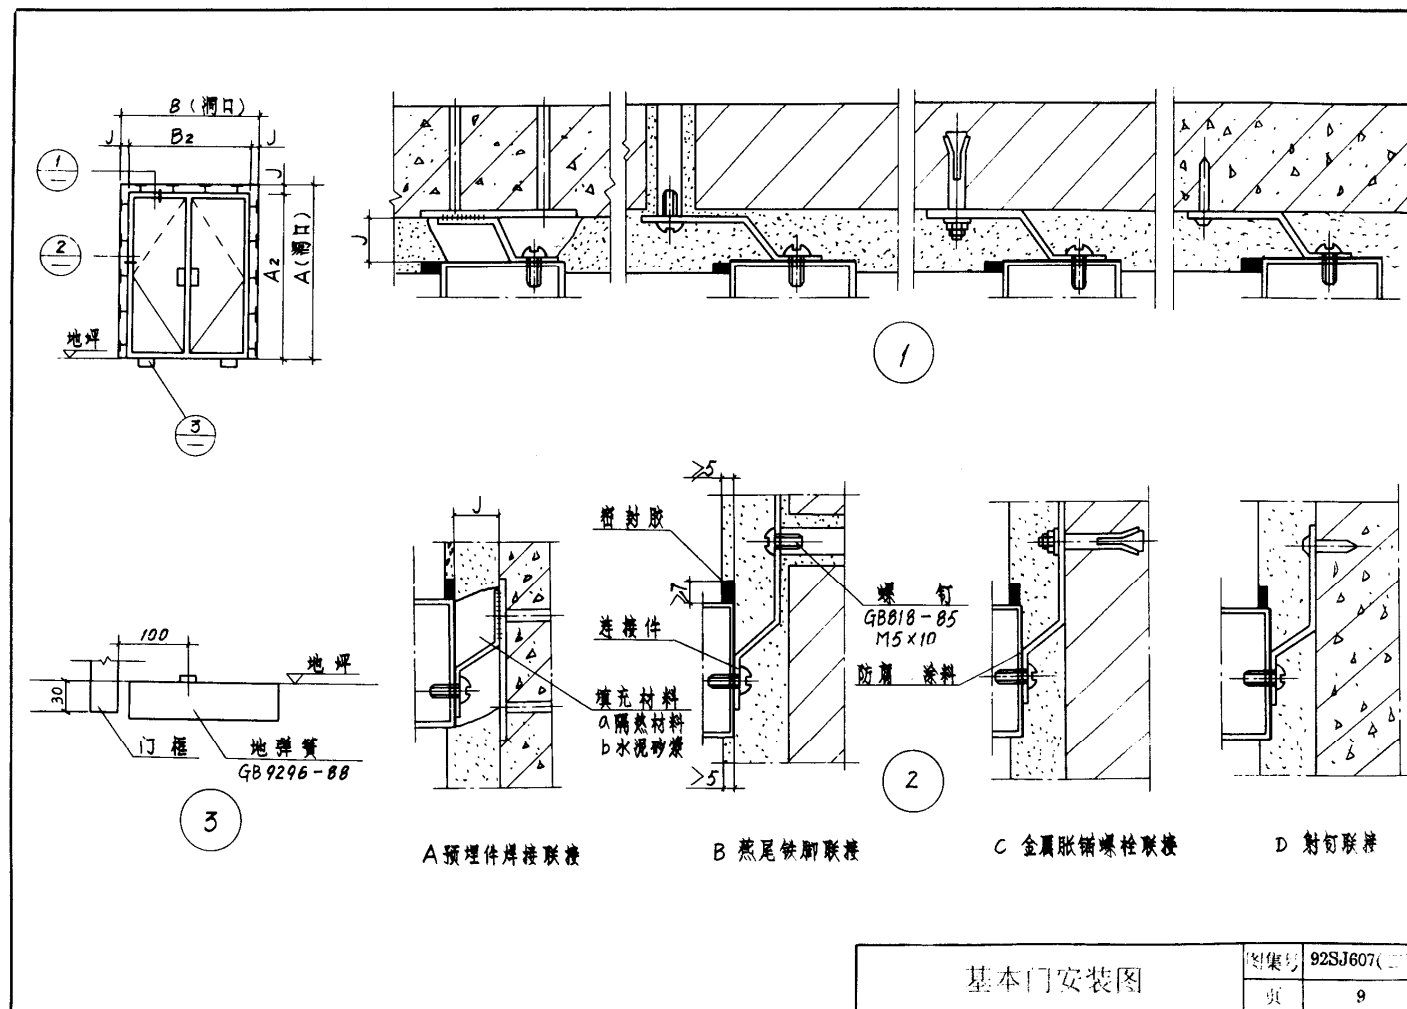 B(洞口)
J B₂ J
1
J
2
A₂
A(洞口)
地坪
3
J
1
≥5
J
密封胶
≥7
螺 钉
GB818-85
M5×10
连接件
防腐 涂料
填充材料
a隔热材料
b水泥砂浆
100
地坪
30
门框
地弹簧
GB9296-88
3
>5
2
A预埋件焊接联接
B 燕尾铁脚联接
C 金属胀锚螺栓联接
D 射钉联接
基本门安装图
图集号 92SJ607(二
页 9